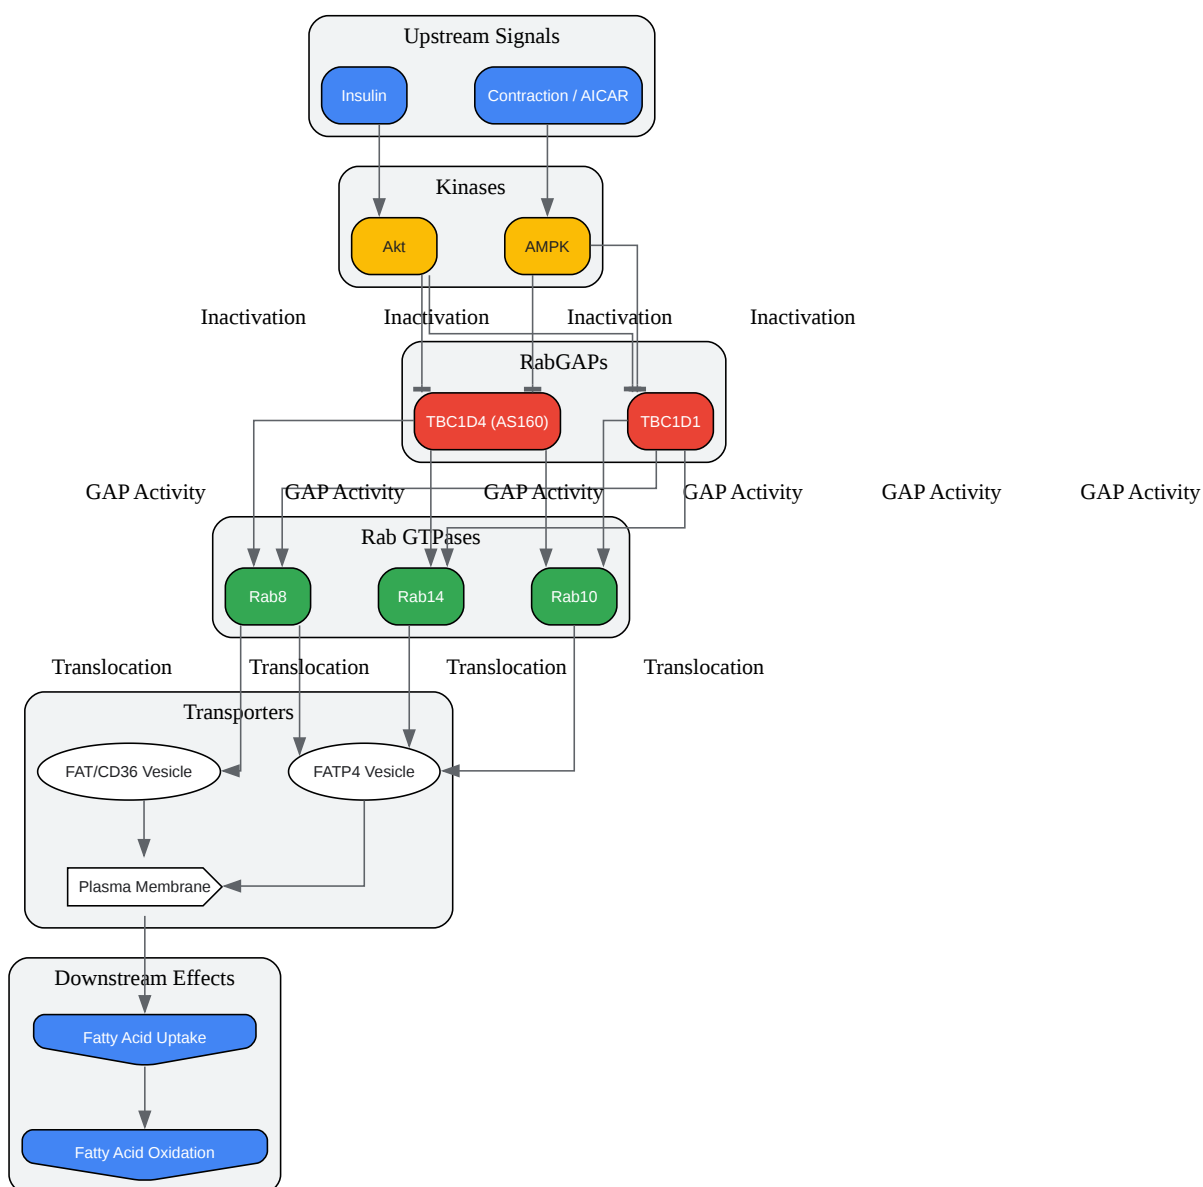 Upstream Signals
Insulin
Contraction / AICAR
Kinases
Akt
AMPK
Inactivation
Inactivation
Inactivation
Inactivation
RabGAPs
TBC1D4 (AS160)
TBC1D1
GAP Activity
GAP Activity
GAP Activity
GAP Activity
GAP Activity
GAP Activity
Rab GTPases
Rab8
Rab14
Rab10
Translocation
Translocation
Translocation
Translocation
Transporters
FAT/CD36 Vesicle
FATP4 Vesicle
Plasma Membrane
Downstream Effects
Fatty Acid Uptake
Fatty Acid Oxidation